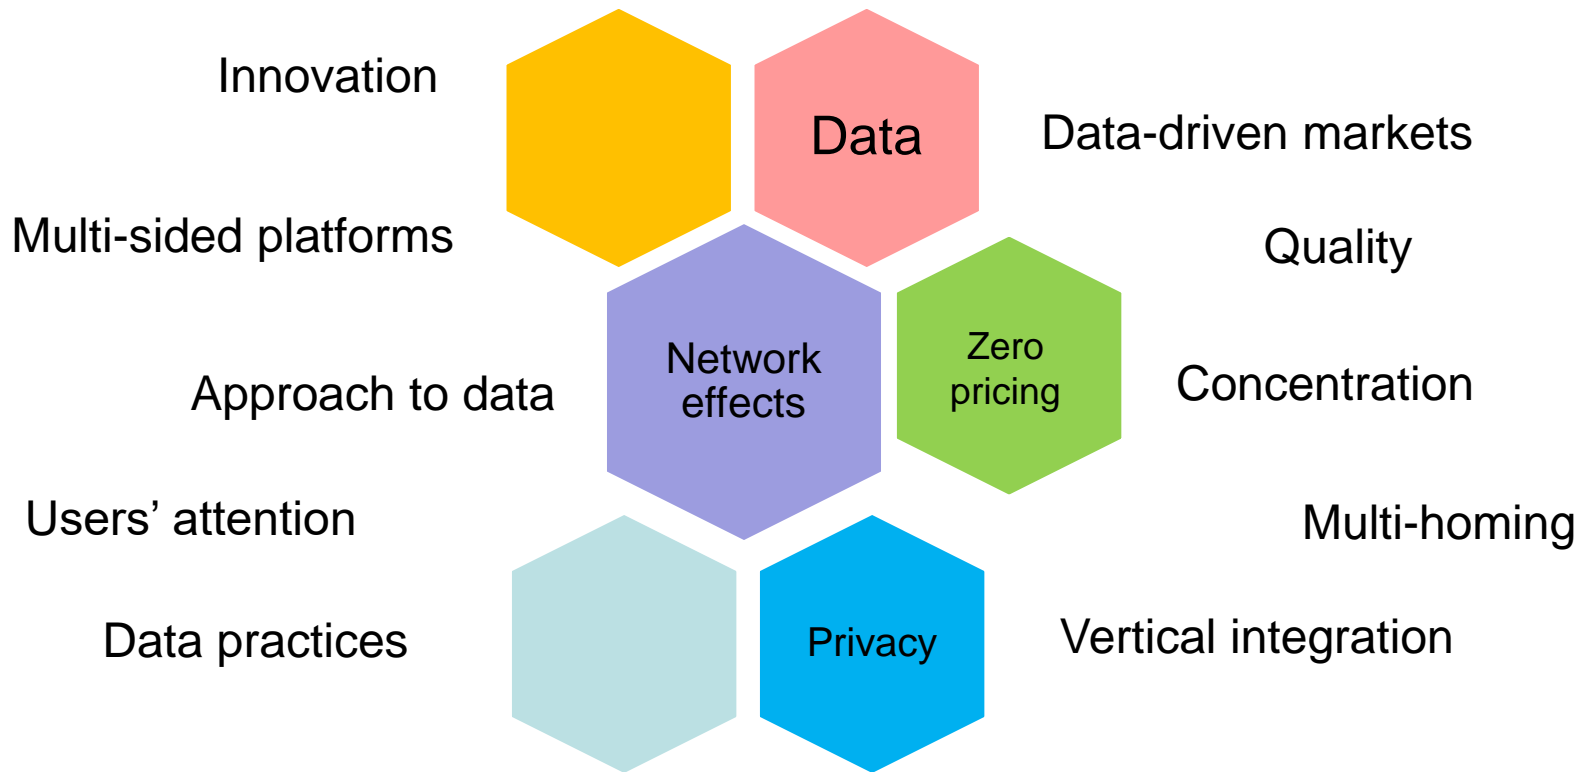 Innovation
Data
Data-driven markets
Multi-sided platforms
Quality
Network
effects
Zero
pricing
Approach to data
Concentration
Users’ attention
Multi-homing
Data practices
Privacy
Vertical integration